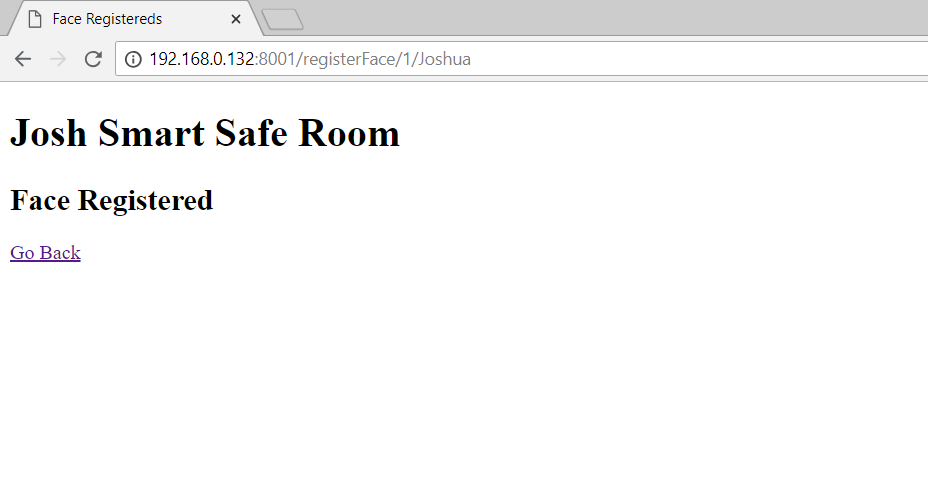 Face Registereds
192.168.0.132:8001/registerFace/1/Joshua
Josh Smart Safe Room
Face Registered
Go Back